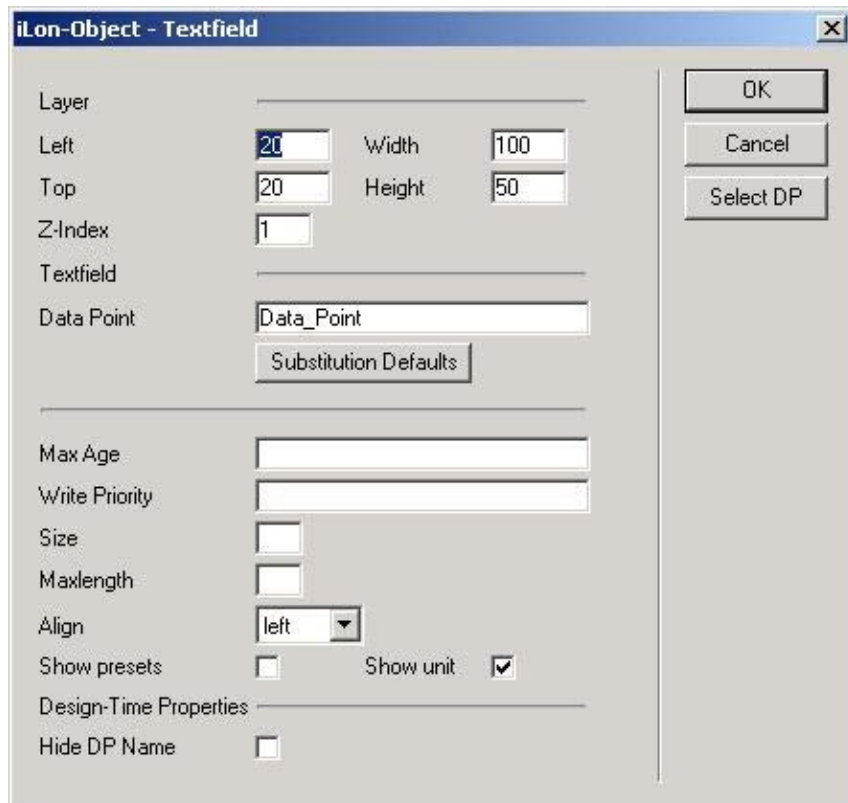 iLon-Object - Textfield
Layer
Left 20 Width 100
Top 20 Height 50
Z-Index 1
Textfield
Data Point Data_Point
Substitution Defaults
Max Age
Write Priority
Size
Maxlength
Align left
Show presets Show unit
Design-Time Properties
Hide DP Name
OK
Cancel
Select DP